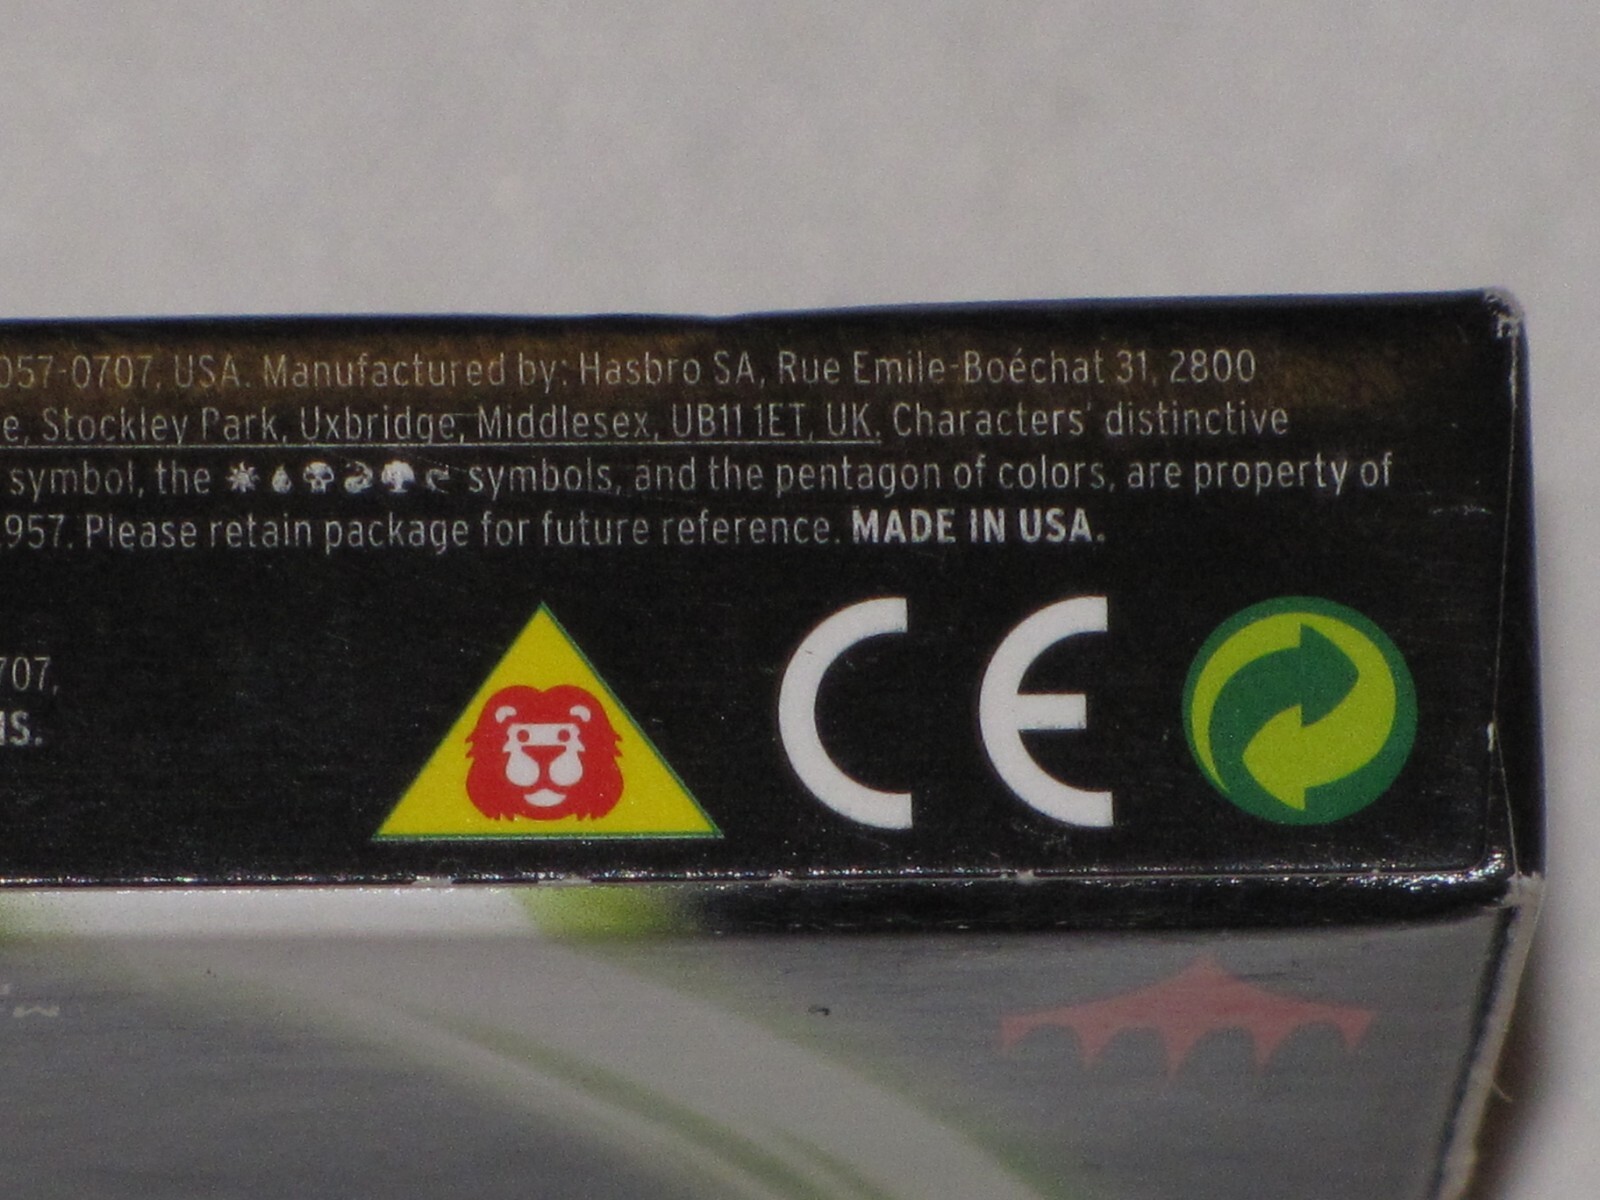 057-0707, USA. Manufactured by: Hasbro SA, Rue Emile-Boéchat 31, 2800
e, Stockley Park, Uxbridge, Middlesex, UB11 1ET, UK. Characters' distinctive
symbol, the symbols, and the pentagon of colors, are property of
1957. Please retain package for future reference. MADE IN USA.
707,
IS.
CE